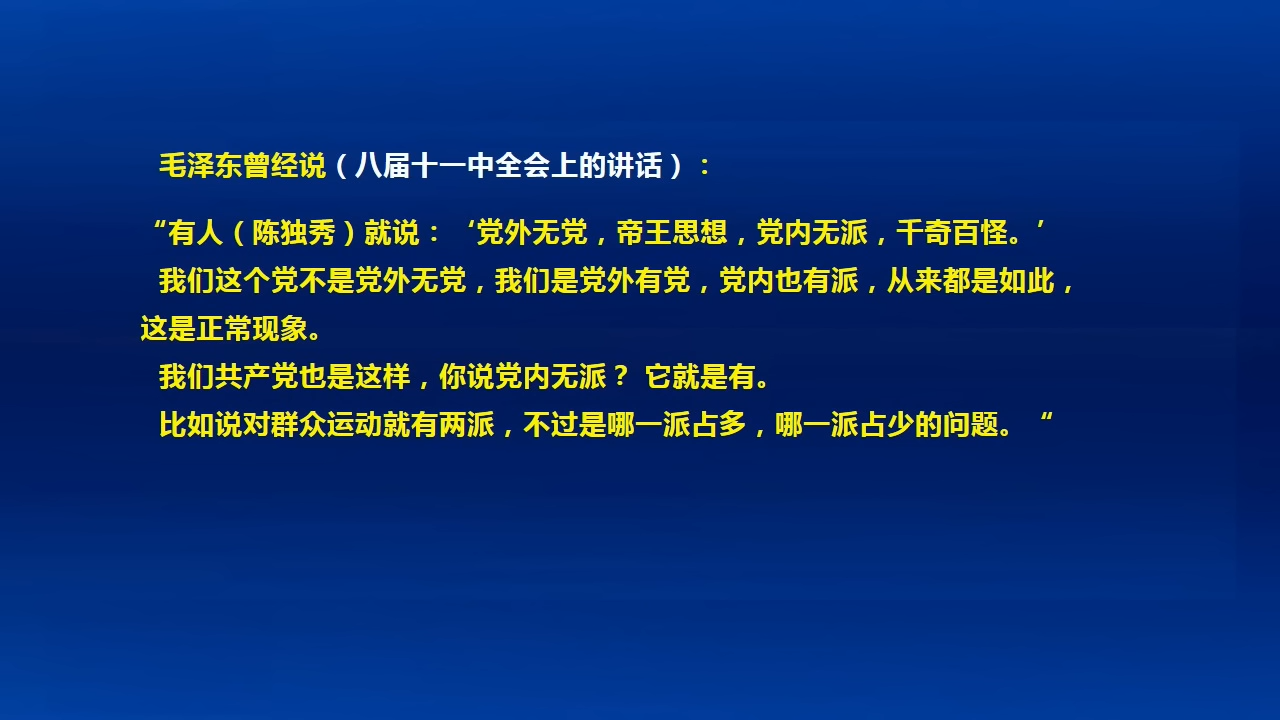 毛泽东曾经说（八届十一中全会上的讲话）：
“有人（陈独秀）就说：‘党外无党，帝王思想，党内无派，千奇百怪。’
我们这个党不是党外无党，我们是党外有党，党内也有派，从来都是如此，
这是正常现象。
我们共产党也是这样，你说党内无派？ 它就是有。
比如说对群众运动就有两派，不过是哪一派占多，哪一派占少的问题。“